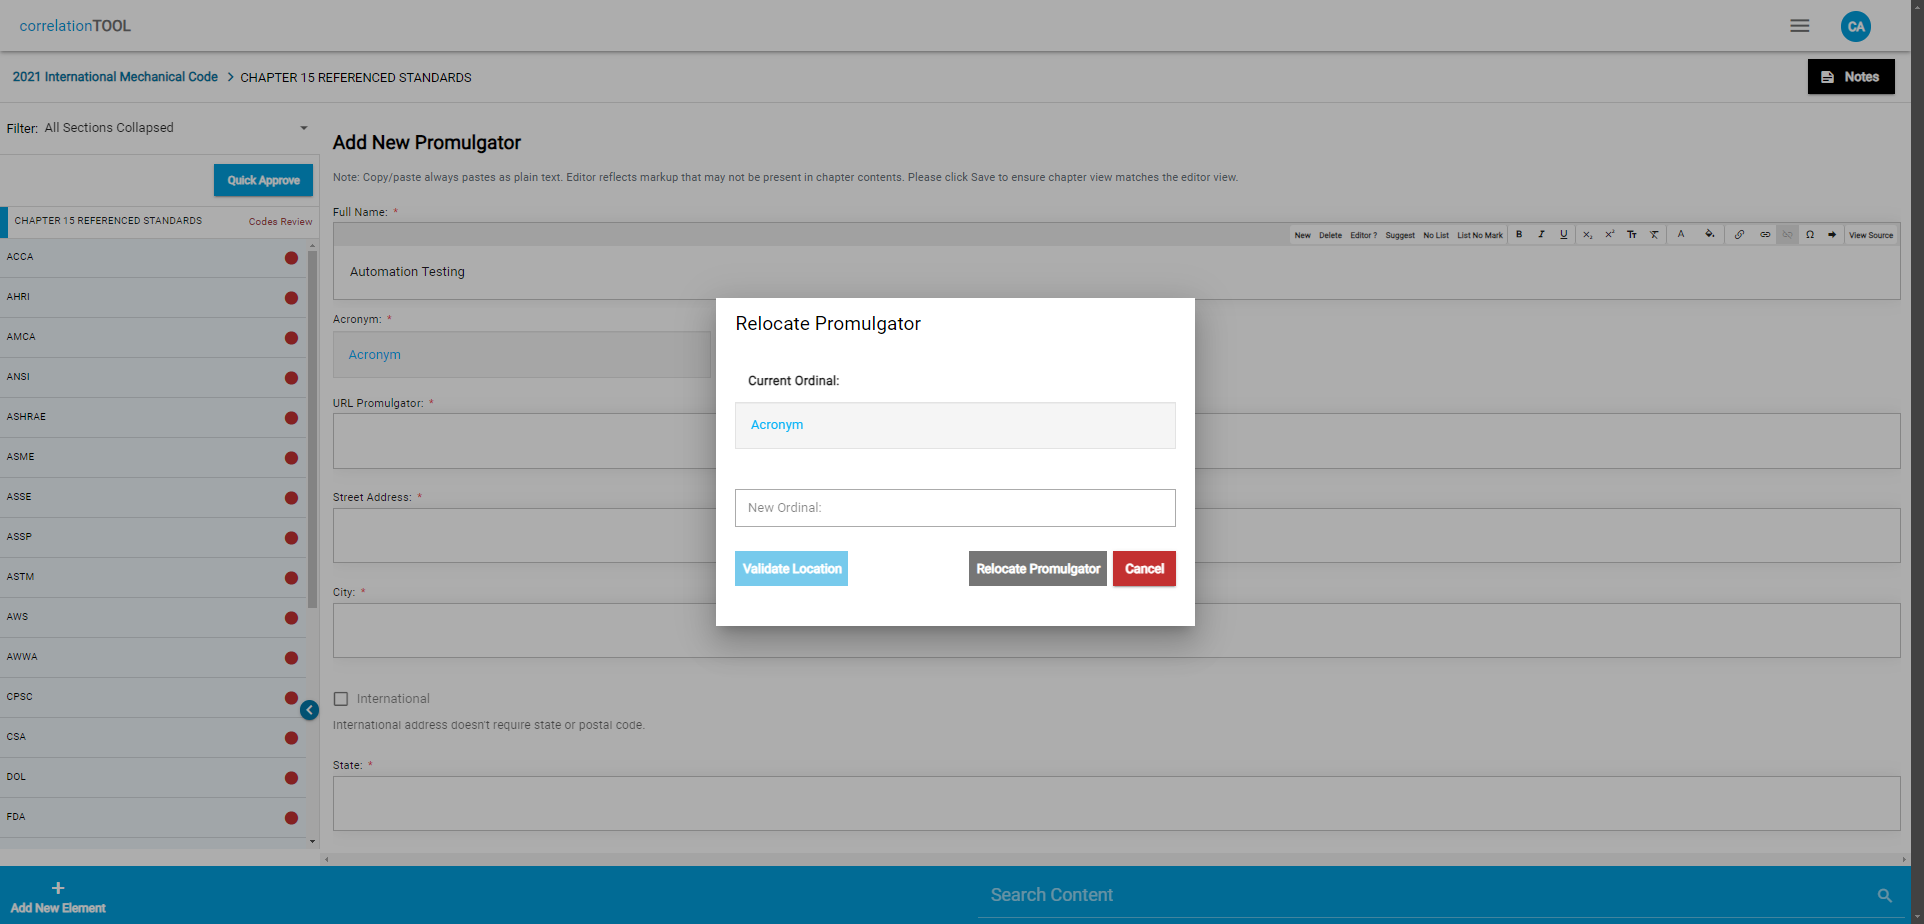 correlationTOOL
CA
2021 International Mechanical Code > CHAPTER 15 REFERENCED STANDARDS
Notes
Filter: All Sections Collapsed
Quick Approve
CHAPTER 15 REFERENCED STANDARDS Codes Review
ACCA
AHRI
AMCA
ANSI
ASHRAE
ASME
ASSE
ASSP
ASTM
AWS
AWWA
CPSC
CSA
DOL
FDA
Add New Promulgator
Note: Copy/paste always pastes as plain text. Editor reflects markup that may not be present in chapter contents. Please click Save to ensure chapter view matches the editor view.
Full Name: *
New Delete Editor ? Suggest No List List No Mark B I U X₂ X² Tт A Ω View Source
Automation Testing
Acronym: *
Acronym
URL Promulgator: *
Street Address: *
City: *
International
International address doesn't require state or postal code.
State: *
Relocate Promulgator
Current Ordinal:
Acronym
New Ordinal:
Validate Location Relocate Promulgator Cancel
+
Add New Element
Search Content